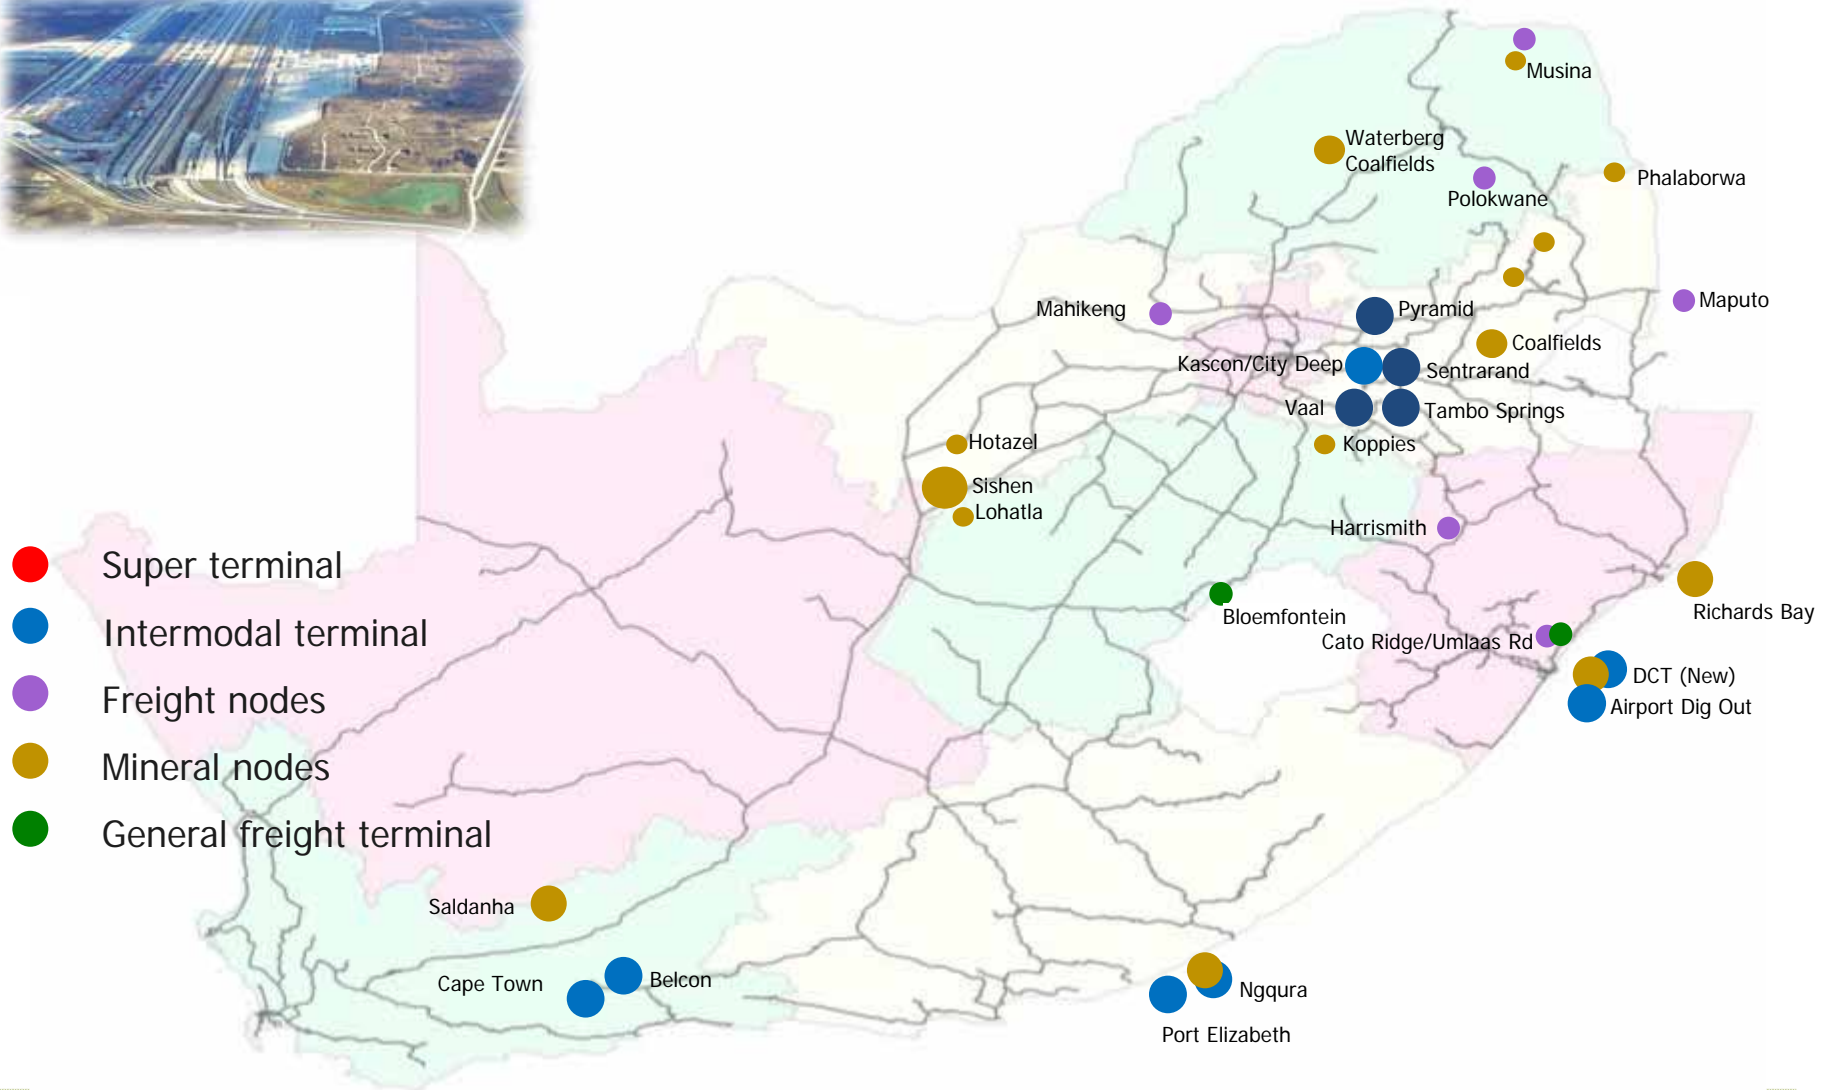 Musina
Waterberg
Coalfields
Phalaborwa
Polokwane
Maputo
Mahikeng
Pyramid
Coalfields
Kascon/City Deep
Sentrarand
Vaal
Tambo Springs
Hotazel
Koppies
Sishen
Lohatla
Harrismith
Super terminal
Intermodal terminal
Freight nodes
Mineral nodes
General freight terminal
Bloemfontein
Richards Bay
Cato Ridge/Umlaas Rd
DCT (New)
Airport Dig Out
Saldanha
Cape Town
Belcon
Ngqura
Port Elizabeth